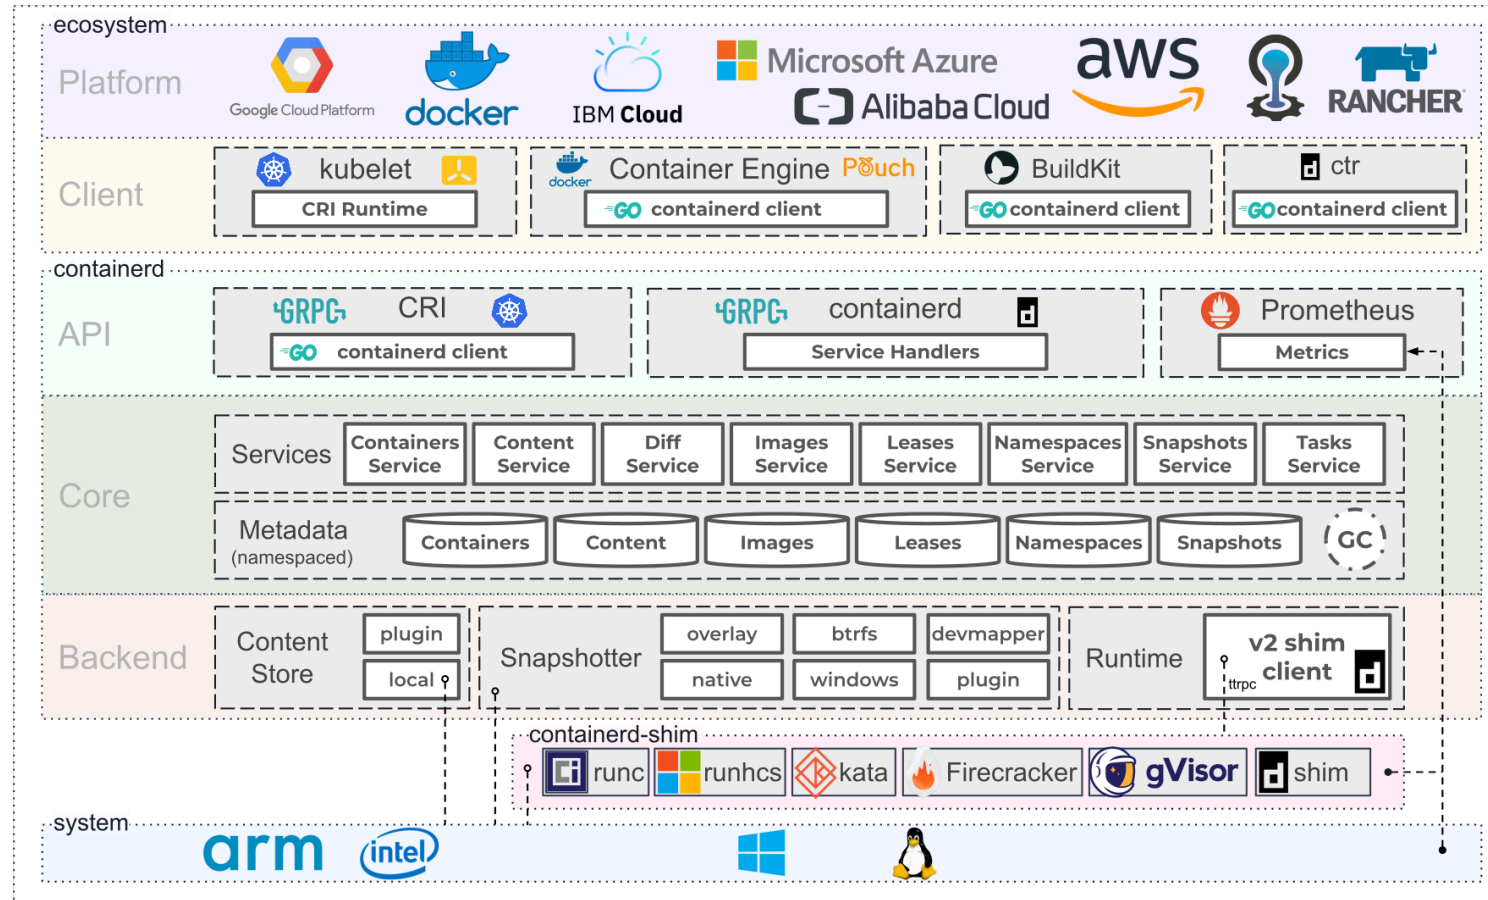 ecosystem
Platform
Google Cloud Platform
docker
IBM Cloud
Microsoft Azure
Alibaba Cloud
aws
RANCHER
Client
kubelet
CRI Runtime
docker
Container Engine
Pouch
GO containerd client
BuildKit
GO containerd client
d ctr
GO containerd client
containerd
API
GRPC CRI
GO containerd client
GRPC containerd d
Service Handlers
Prometheus
Metrics
Core
Services
Containers
Service
Content
Service
Diff
Service
Images
Service
Leases
Service
Namespaces
Service
Snapshots
Service
Tasks
Service
Metadata
(namespaced)
Containers
Content
Images
Leases
Namespaces
Snapshots
GC
Backend
Content
Store
plugin
local
Snapshotter
overlay
btrfs
devmapper
native
windows
plugin
Runtime
v2 shim
client
ttrpc
d
containerd-shim
runc
runhcs
kata
Firecracker
gVisor
d shim
system
arm
intel